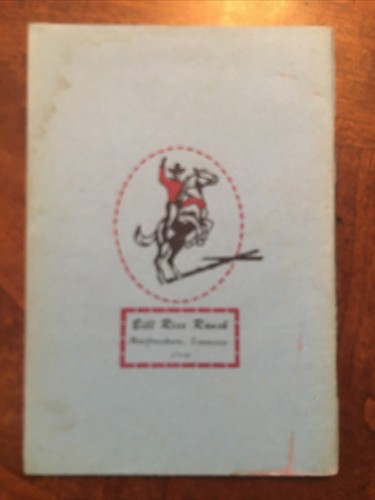 Bill Rice Ranch
Murfreesboro, Tennessee